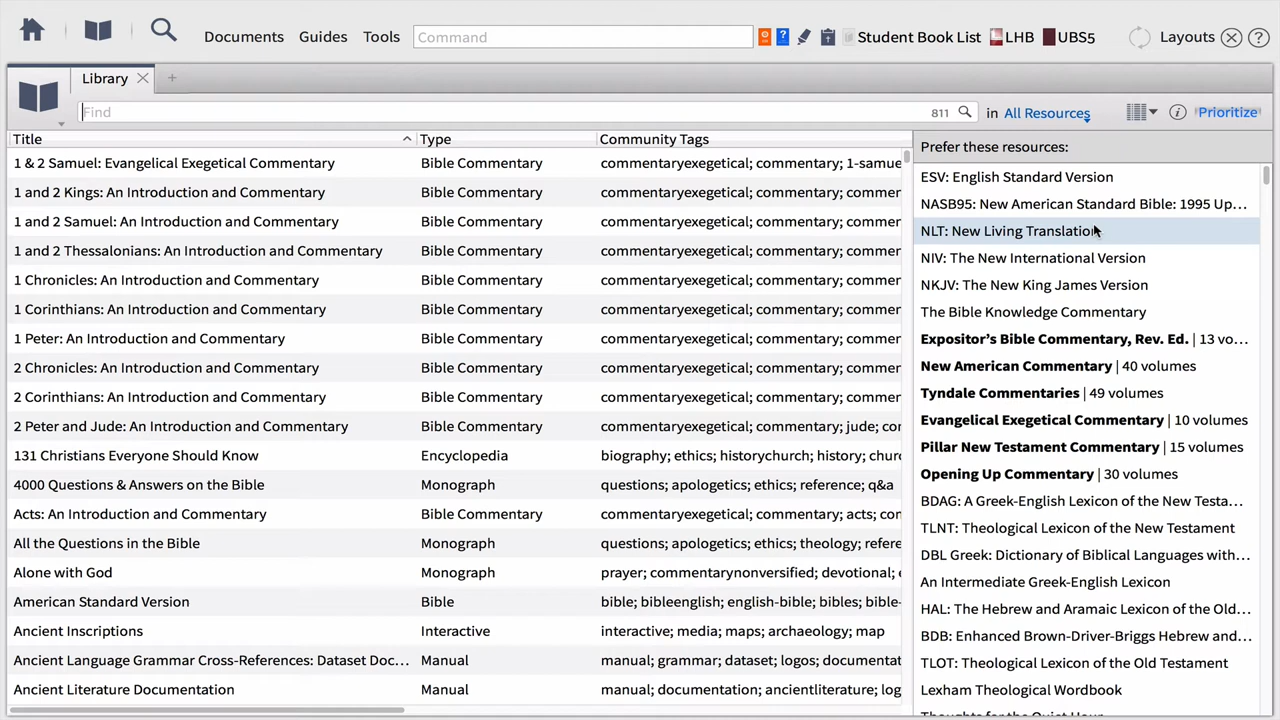 Documents Guides Tools Command Student Book List LHB UBS5 Layouts
Library
Find 811 in All Resources Prioritize
Title Type Community Tags
1 & 2 Samuel: Evangelical Exegetical Commentary Bible Commentary commentaryexegetical; commentary; 1-samue
1 and 2 Kings: An Introduction and Commentary Bible Commentary commentaryexegetical; commentary; commer
1 and 2 Samuel: An Introduction and Commentary Bible Commentary commentaryexegetical; commentary; commer
1 and 2 Thessalonians: An Introduction and Commentary Bible Commentary commentaryexegetical; commentary; commer
1 Chronicles: An Introduction and Commentary Bible Commentary commentaryexegetical; commentary; commer
1 Corinthians: An Introduction and Commentary Bible Commentary commentaryexegetical; commentary; commer
1 Peter: An Introduction and Commentary Bible Commentary commentaryexegetical; commentary; commer
2 Chronicles: An Introduction and Commentary Bible Commentary commentaryexegetical; commentary; commer
2 Corinthians: An Introduction and Commentary Bible Commentary commentaryexegetical; commentary; commer
2 Peter and Jude: An Introduction and Commentary Bible Commentary commentaryexegetical; commentary; jude; co
131 Christians Everyone Should Know Encyclopedia biography; ethics; historychurch; history; churc
4000 Questions & Answers on the Bible Monograph questions; apologetics; ethics; reference; q&a
Acts: An Introduction and Commentary Bible Commentary commentaryexegetical; commentary; acts; con
All the Questions in the Bible Monograph questions; apologetics; ethics; theology; refere
Alone with God Monograph prayer; commentarynonversified; devotional; e
American Standard Version Bible bible; bibleenglish; english-bible; bibles; bible-
Ancient Inscriptions Interactive interactive; media; maps; archaeology; map
Ancient Language Grammar Cross-References: Dataset Doc... Manual manual; grammar; dataset; logos; documentat
Ancient Literature Documentation Manual manual; documentation; ancientliterature; log
Prefer these resources:
ESV: English Standard Version
NASB95: New American Standard Bible: 1995 Up...
NLT: New Living Translation
NIV: The New International Version
NKJV: The New King James Version
The Bible Knowledge Commentary
Expositor's Bible Commentary, Rev. Ed. | 13 vo...
New American Commentary | 40 volumes
Tyndale Commentaries | 49 volumes
Evangelical Exegetical Commentary | 10 volumes
Pillar New Testament Commentary | 15 volumes
Opening Up Commentary | 30 volumes
BDAG: A Greek-English Lexicon of the New Testa...
TLNT: Theological Lexicon of the New Testament
DBL Greek: Dictionary of Biblical Languages with...
An Intermediate Greek-English Lexicon
HAL: The Hebrew and Aramaic Lexicon of the Old...
BDB: Enhanced Brown-Driver-Briggs Hebrew and...
TLOT: Theological Lexicon of the Old Testament
Lexham Theological Wordbook